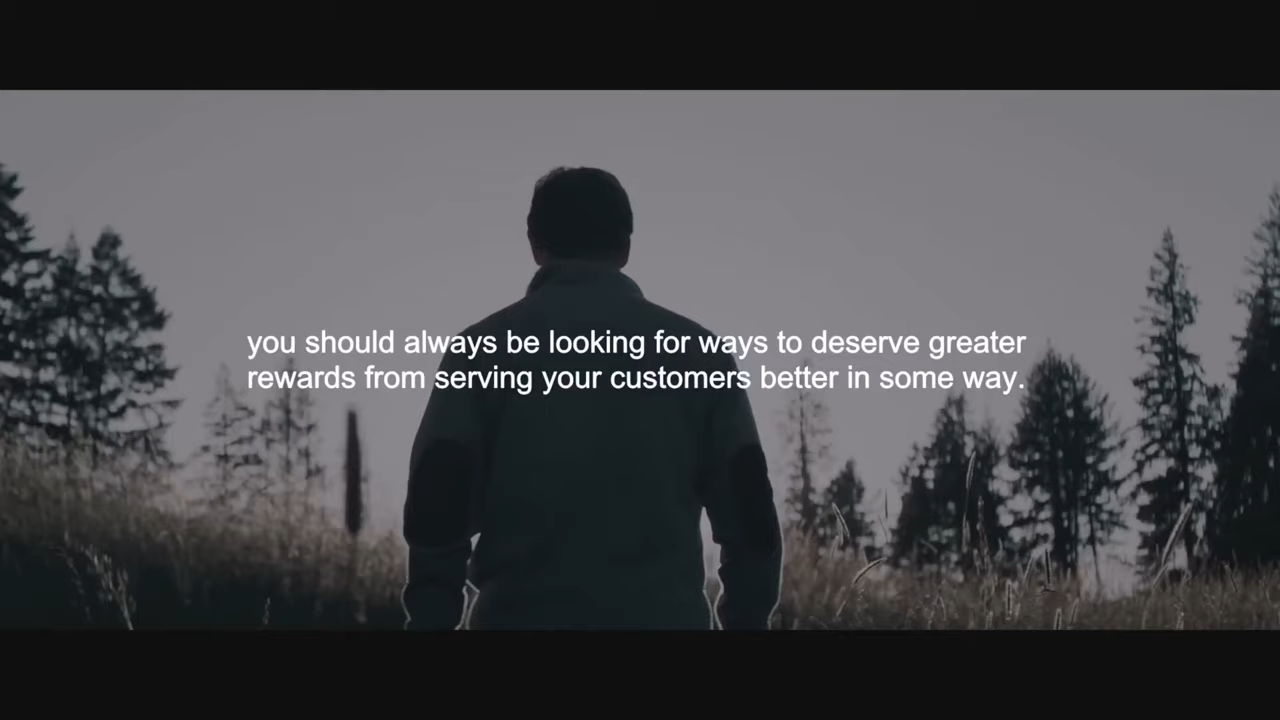 you should always be looking for ways to deserve greater
rewards from serving your customers better in some way.